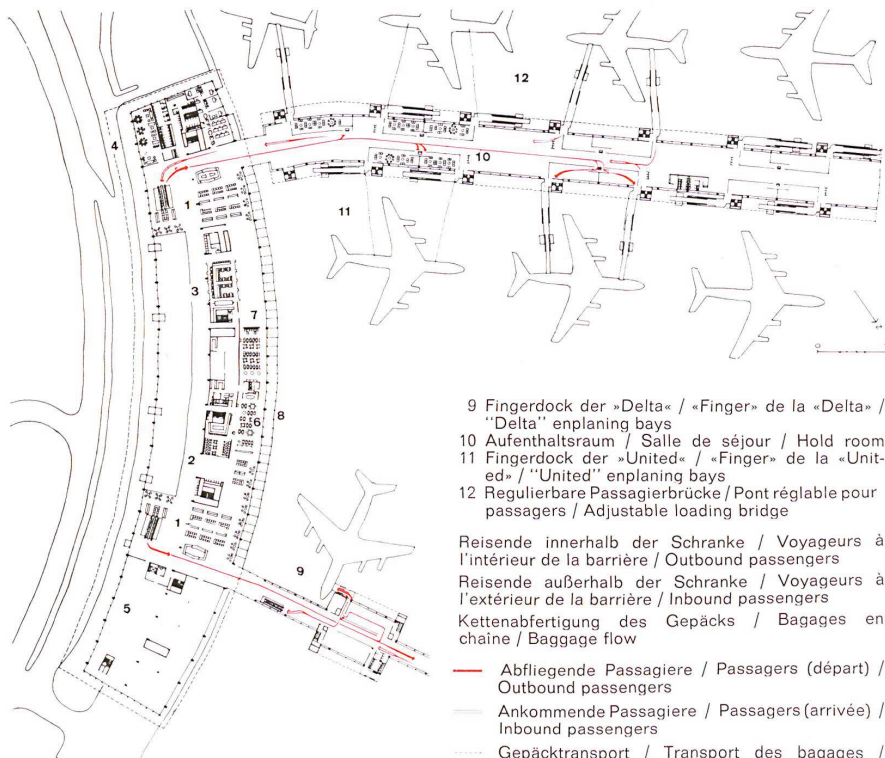 12
4
10
1
11
3
7
6
8
2
1
9
5
O
9 Fingerdock der »Delta« / «Finger» de la «Delta» /
"Delta" enplaning bays
10 Aufenthaltsraum / Salle de séjour / Hold room
11 Fingerdock der »United« / «Finger» de la «Unit-
ed» / "United" enplaning bays
12 Regulierbare Passagierbrücke / Pont réglable pour
passagers / Adjustable loading bridge
Reisende innerhalb der Schranke / Voyageurs à
l'intérieur de la barrière / Outbound passengers
Reisende außerhalb der Schranke / Voyageurs à
l'extérieur de la barrière / Inbound passengers
Kettenabfertigung des Gepäcks / Bagages en
chaîne / Baggage flow
Abfliegende Passagiere / Passagers (départ) /
Outbound passengers
Ankommende Passagiere / Passagers (arrivée) /
Inbound passengers
Gepäcktransport / Transport des bagages /